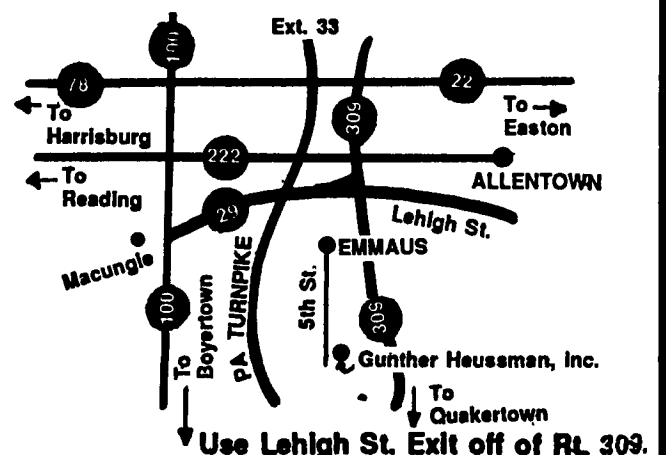 Ext. 33
100
78
22
309
To
Harrisburg
To
Easton
222
To
Reading
ALLENTOWN
29
Lehigh St.
Macungie
EMMAUS
PA TURNPIKE
5th St.
100
To
Boyertown
309
Gunther Heussman, Inc.
To
Quakertown
Use Lehigh St. Exit off of Rt. 309.